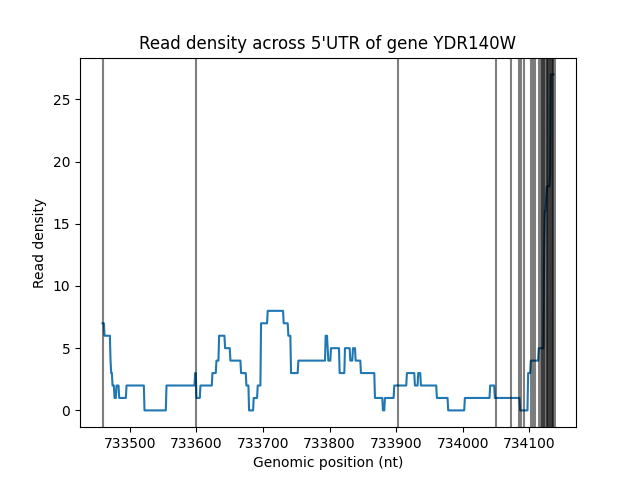 Read density across 5'UTR of gene YDR140W
25
20
15
10
5
0
Read density
733500 733600 733700 733800 733900 734000 734100
Genomic position (nt)